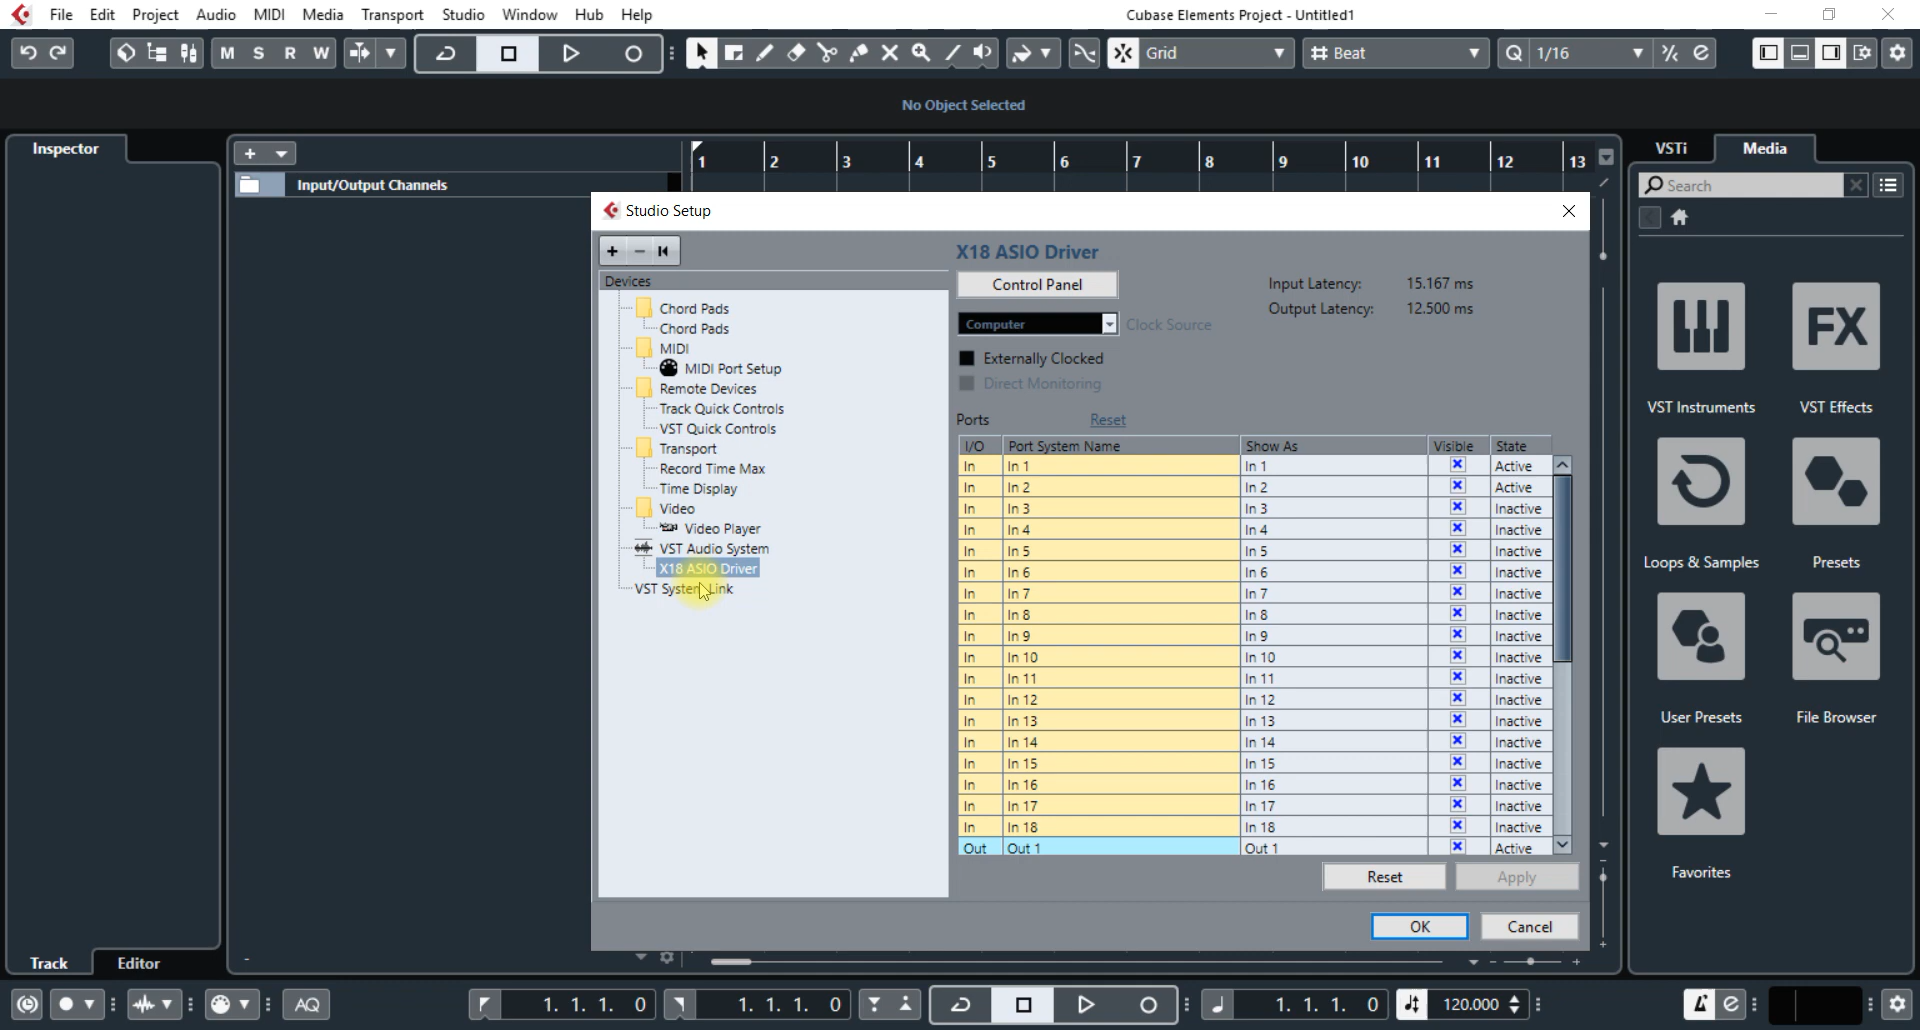 File Edit Project Audio MIDI Media Transport Studio Window Hub Help
Cubase Elements Project - Untitled1
M S R W
Grid
Beat
Q 1/16
No Object Selected
Inspector
+
1 2 3 4 5 6 7 8 9 10 11 12 13
Input/Output Channels
VSTi Media
Search
Studio Setup
X18 ASIO Driver
Devices
Chord Pads
Chord Pads
MIDI
MIDI Port Setup
Remote Devices
Track Quick Controls
VST Quick Controls
Transport
Record Time Max
Time Display
Video
Video Player
VST Audio System
X18 ASIO Driver
VST System Link
Control Panel
Input Latency: 15.167 ms
Output Latency: 12.500 ms
Computer Clock Source
Externally Clocked
Direct Monitoring
Ports Reset
I/O Port System Name Show As Visible State
In In 1 In 1 Active
In In 2 In 2 Active
In In 3 In 3 Inactive
In In 4 In 4 Inactive
In In 5 In 5 Inactive
In In 6 In 6 Inactive
In In 7 In 7 Inactive
In In 8 In 8 Inactive
In In 9 In 9 Inactive
In In 10 In 10 Inactive
In In 11 In 11 Inactive
In In 12 In 12 Inactive
In In 13 In 13 Inactive
In In 14 In 14 Inactive
In In 15 In 15 Inactive
In In 16 In 16 Inactive
In In 17 In 17 Inactive
In In 18 In 18 Inactive
Out Out 1 Out 1 Active
Reset Apply
OK Cancel
FX
VST Instruments VST Effects
Loops & Samples Presets
User Presets File Browser
Favorites
Track Editor
AQ
1. 1. 1. 0
1. 1. 1. 0
1. 1. 1. 0
120.000